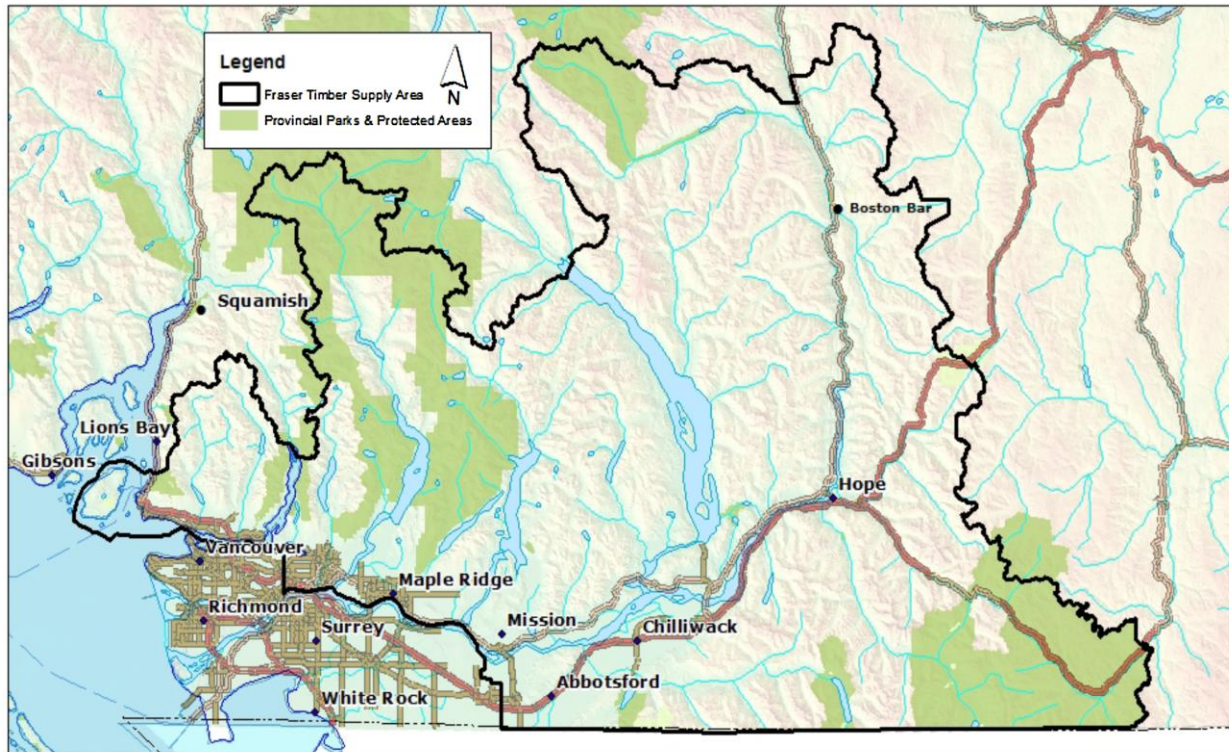 Legend
N
Fraser Timber Supply Area
Provincial Parks & Protected Areas
Boston Bar
Squamish
Lions Bay
Gibsons
Hope
Vancouver
Maple Ridge
Richmond
Surrey
Mission
Chilliwack
Abbotsford
White Rock